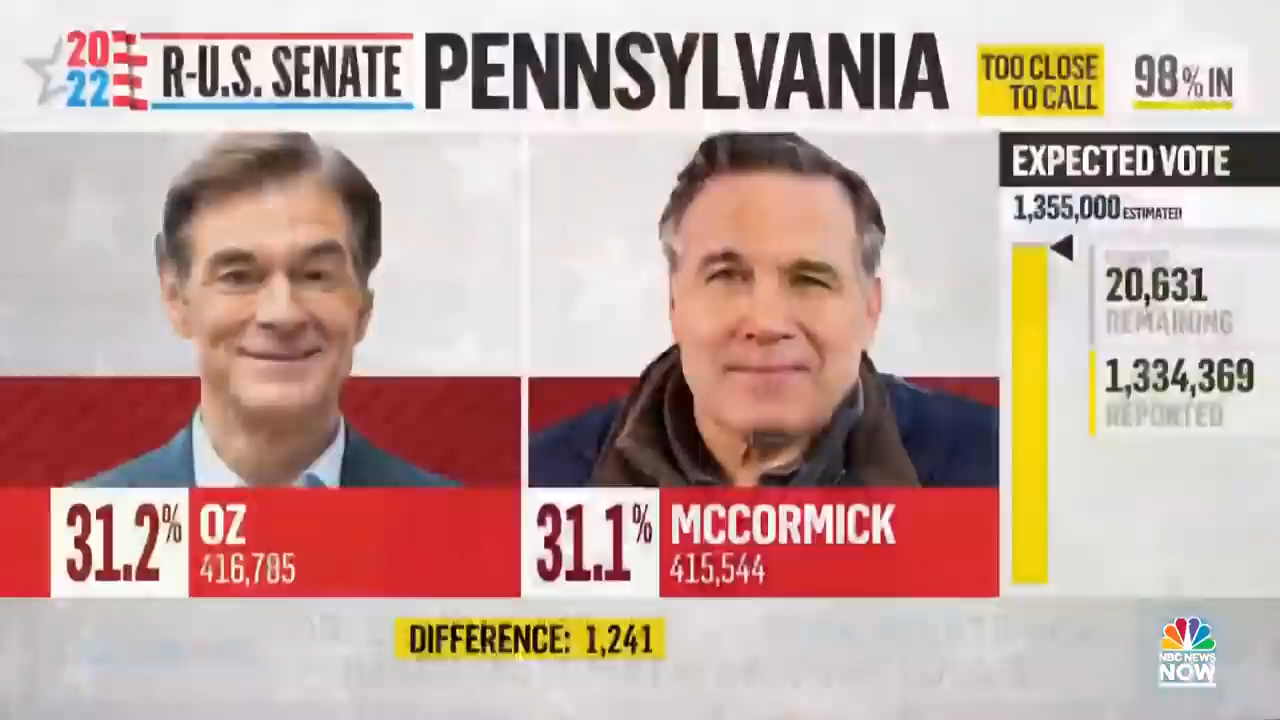 2022
R-U.S. SENATE
PENNSYLVANIA
TOO CLOSE
TO CALL
98% IN
EXPECTED VOTE
1,355,000 ESTIMATED
20,631
REMAINING
1,334,369
REPORTED
31.2%
OZ
416,785
31.1%
MCCORMICK
415,544
DIFFERENCE: 1,241
NBC NEWS
NOW